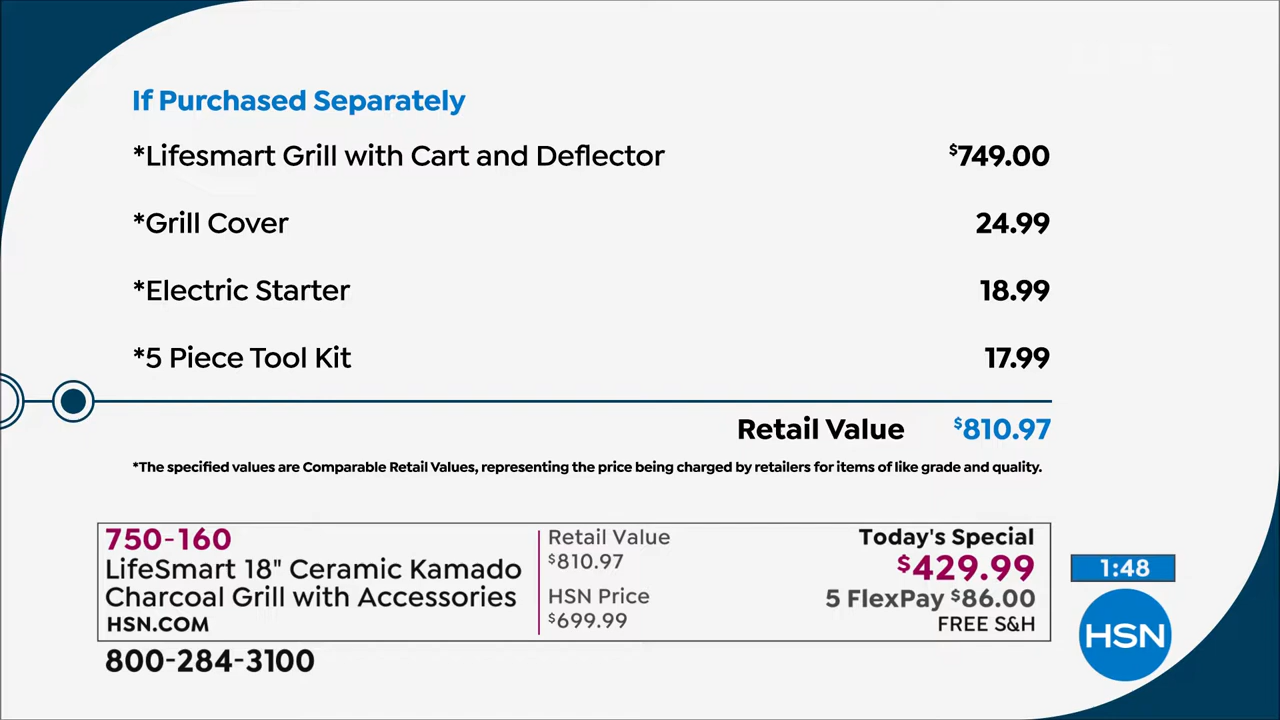 If Purchased Separately
*Lifesmart Grill with Cart and Deflector $749.00
*Grill Cover 24.99
*Electric Starter 18.99
*5 Piece Tool Kit 17.99
Retail Value $810.97
*The specified values are Comparable Retail Values, representing the price being charged by retailers for items of like grade and quality.
750-160
LifeSmart 18" Ceramic Kamado
Charcoal Grill with Accessories
HSN.COM
Retail Value
$810.97
HSN Price
$699.99
Today's Special
$429.99
5 FlexPay $86.00
FREE S&H
1:48
HSN
800-284-3100